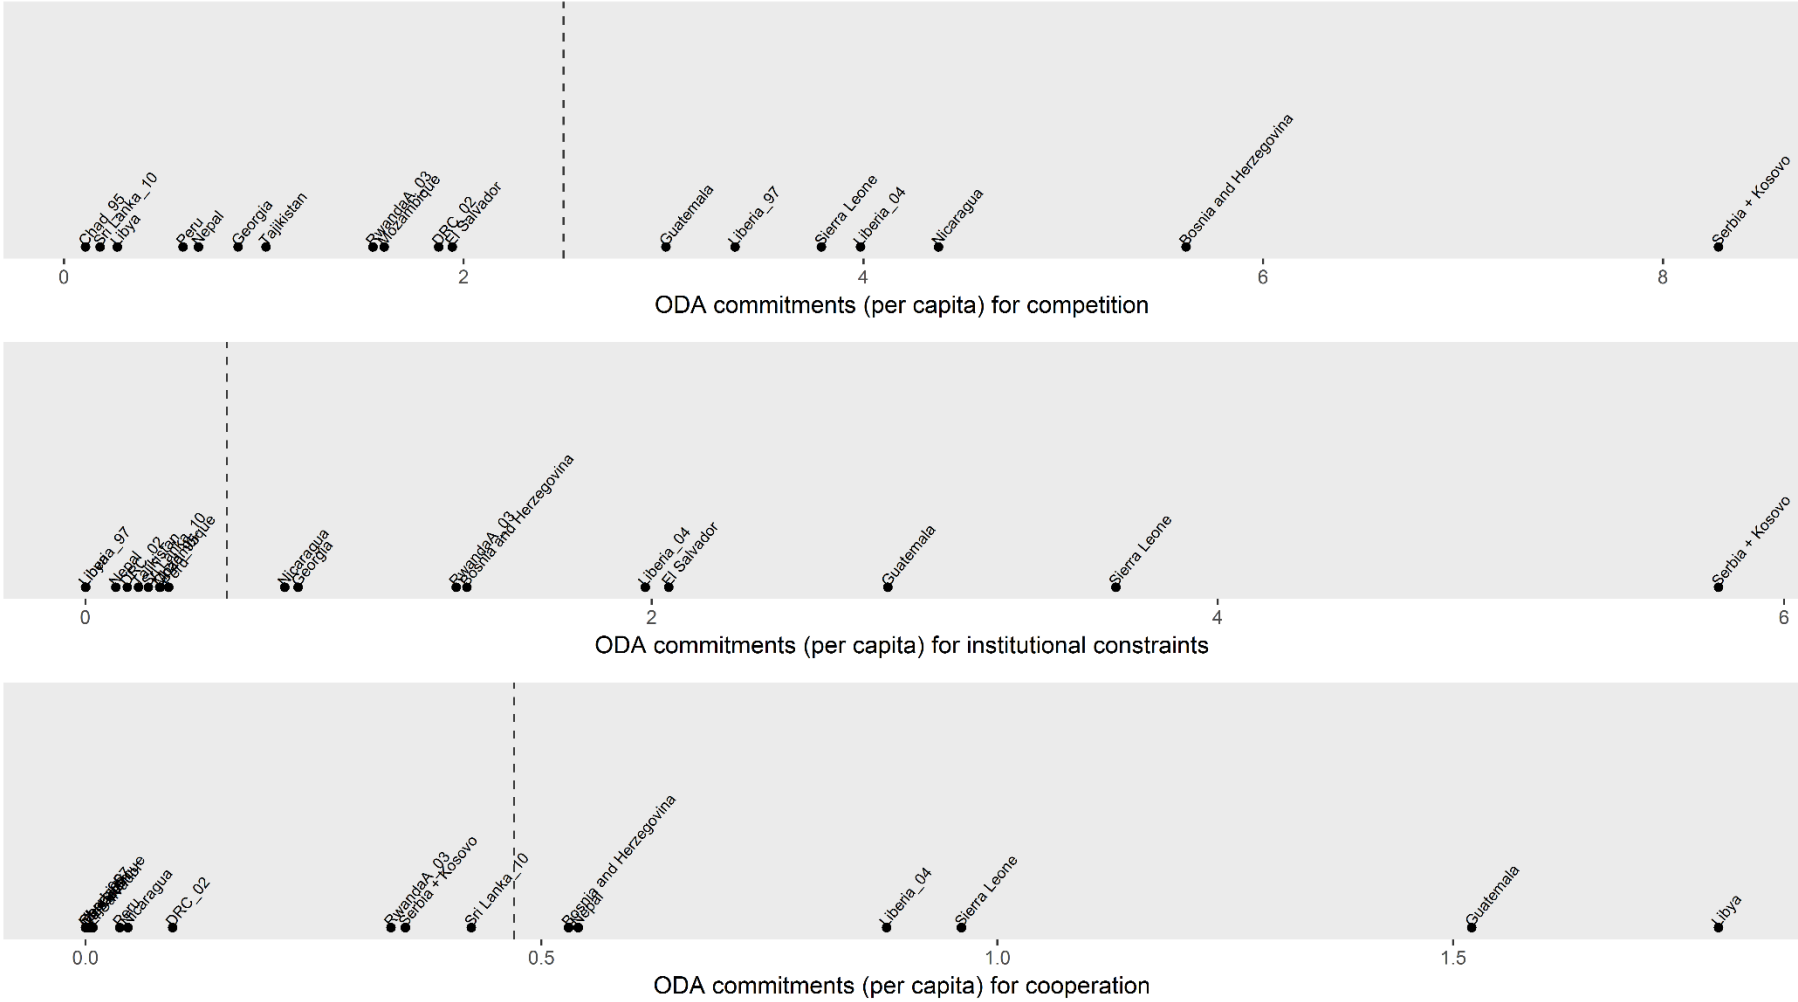 Chad_95
Sri Lanka_10
Libya
Peru
Nepal
Georgia
Tajikistan
RwandaA_03
Mozambique
DRC_02
El Salvador
Guatemala
Liberia_97
Sierra Leone
Liberia_04
Nicaragua
Bosnia and Herzegovina
Serbia + Kosovo
0 2 4 6 8
ODA commitments (per capita) for competition
Liberia_97
Nepal
DRC_02
Tajikistan
Nicaragua
Georgia
RwandaA_03
Bosnia and Herzegovina
Liberia_04
El Salvador
Guatemala
Sierra Leone
Serbia + Kosovo
0 2 4 6
ODA commitments (per capita) for institutional constraints
Peru
Nicaragua
DRC_02
RwandaA_03
Serbia + Kosovo
Sri Lanka_10
Bosnia and Herzegovina
Nepal
Liberia_04
Sierra Leone
Guatemala
Libya
0.0 0.5 1.0 1.5
ODA commitments (per capita) for cooperation